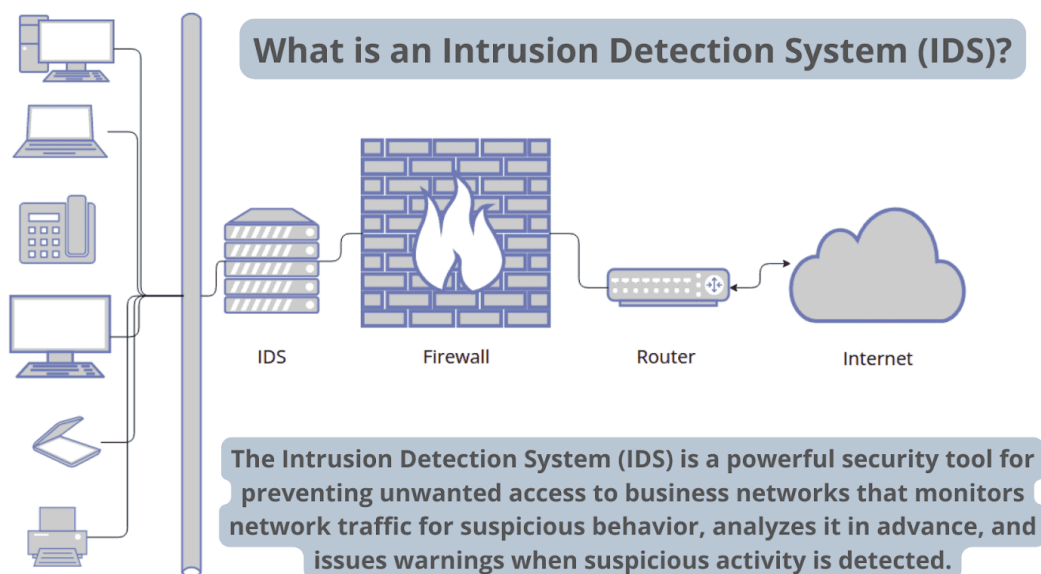 What is an Intrusion Detection System (IDS)?
IDS
Firewall
Router
Internet
The Intrusion Detection System (IDS) is a powerful security tool for
preventing unwanted access to business networks that monitors
network traffic for suspicious behavior, analyzes it in advance, and
issues warnings when suspicious activity is detected.